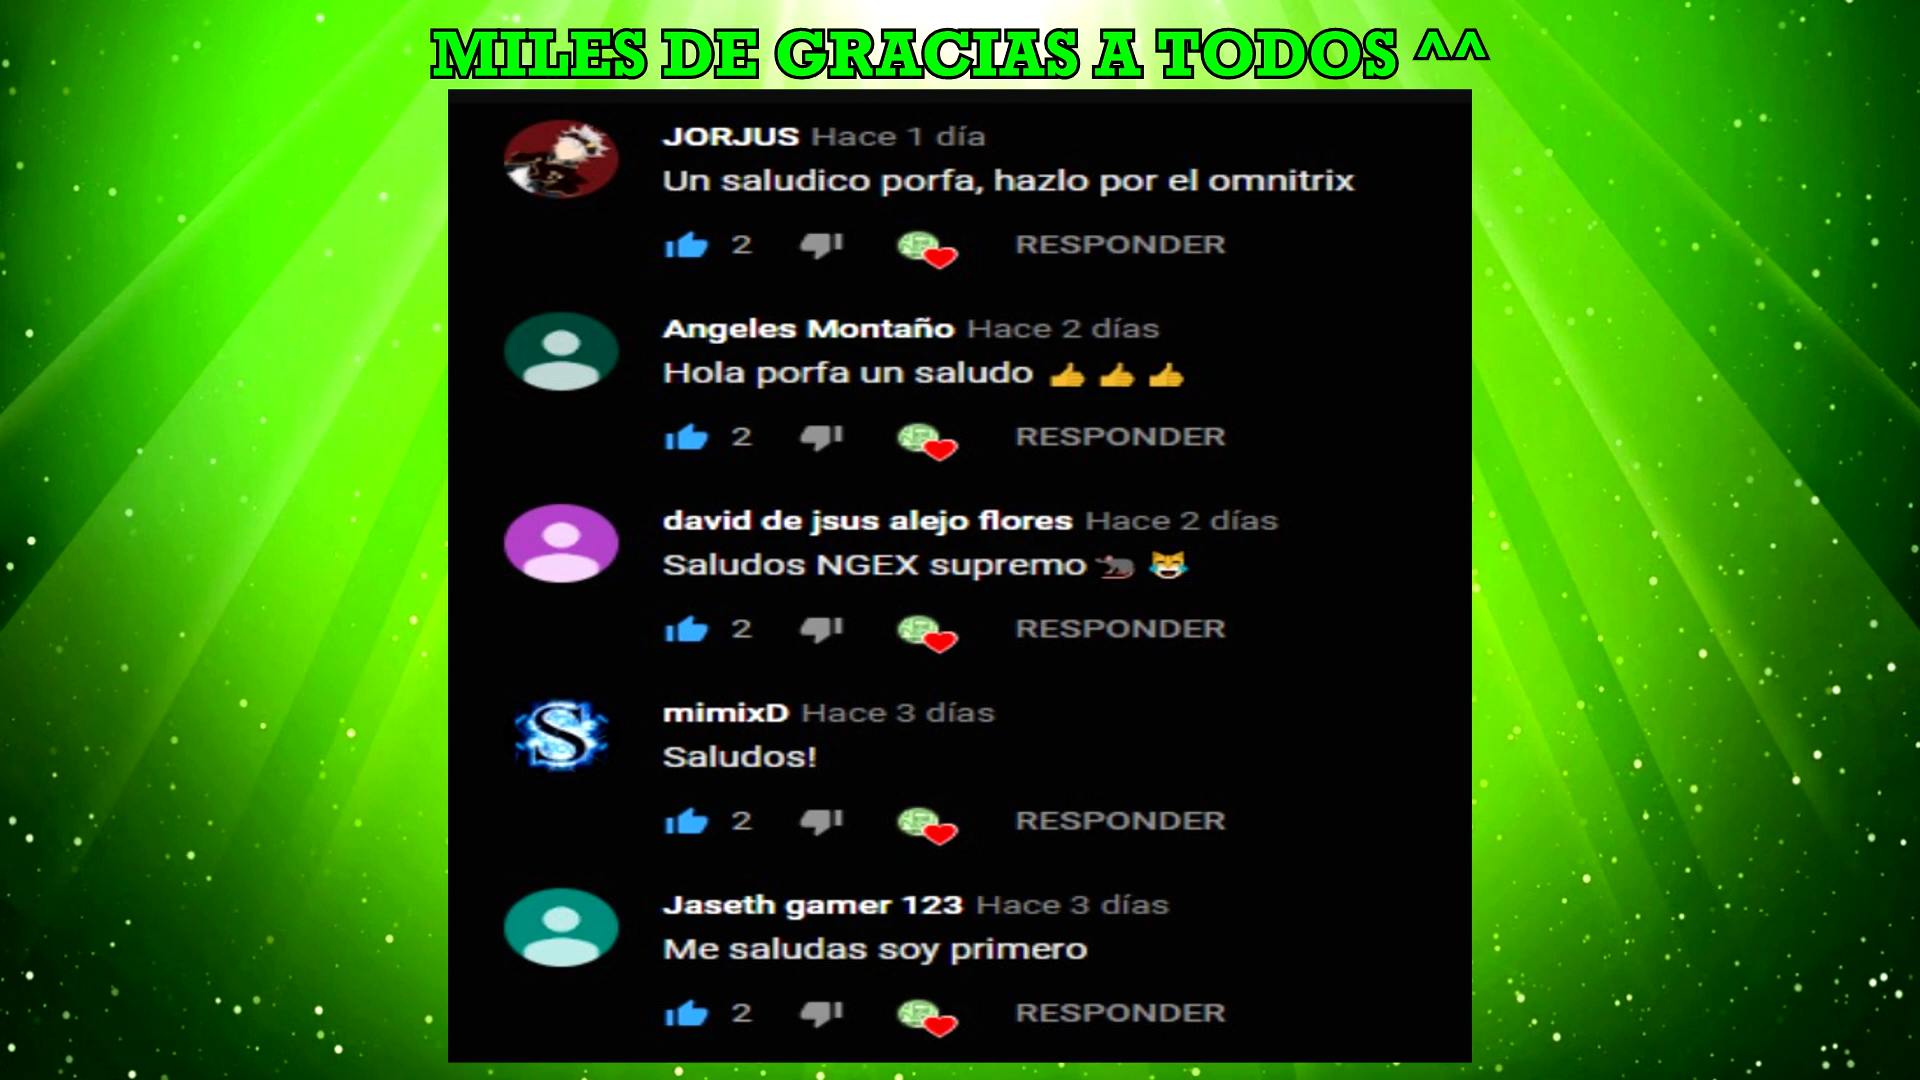 MILES DE GRACIAS A TODOS ^^
JORJUS Hace 1 día
Un saludico porfa, hazlo por el omnitrix
2 RESPONDER
Angeles Montaño Hace 2 días
Hola porfa un saludo 👍 👍 👍
2 RESPONDER
david de jsus alejo flores Hace 2 días
Saludos NGEX supremo 🐀 😹
2 RESPONDER
S
mimixD Hace 3 días
Saludos!
2 RESPONDER
Jaseth gamer 123 Hace 3 días
Me saludas soy primero
2 RESPONDER